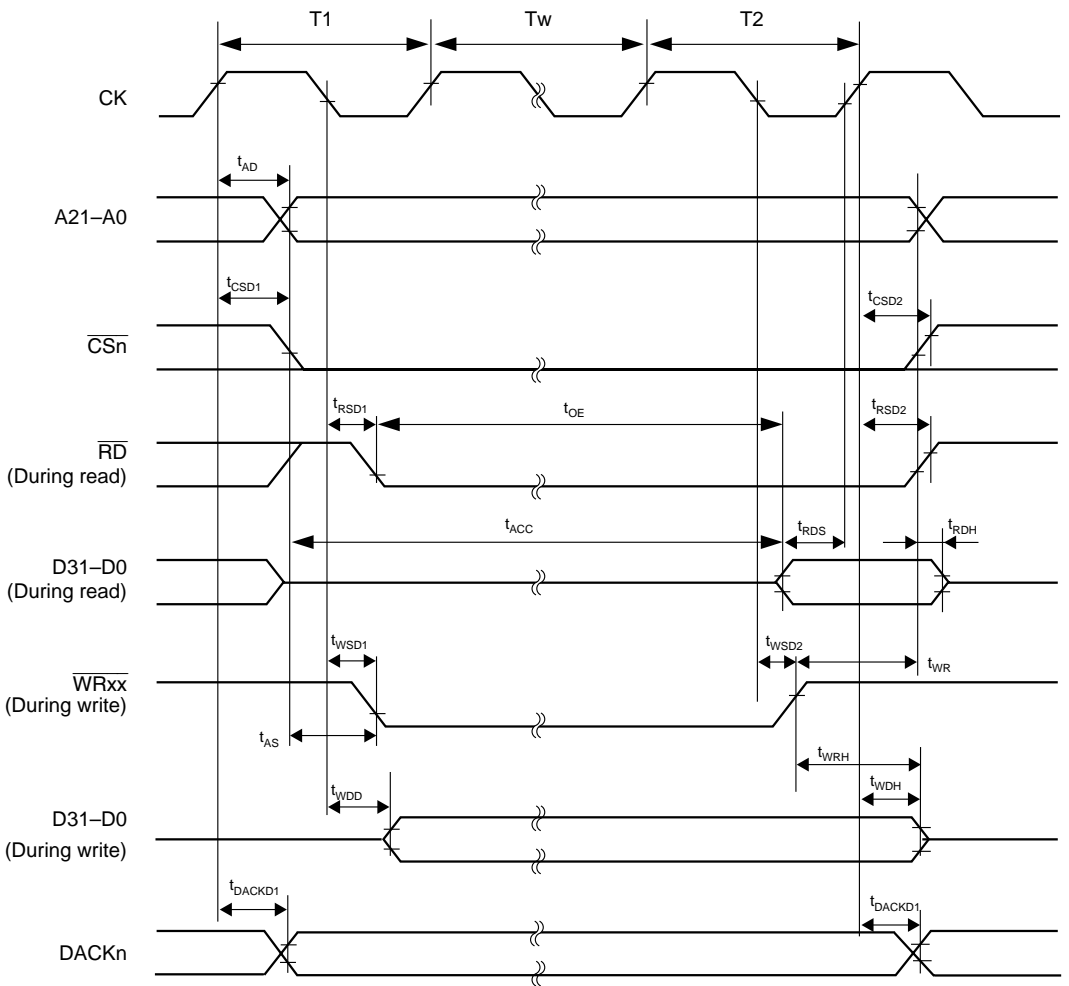 T1 Tw T2
CK
tAD
A21–A0
tCSD1 tCSD2
CSn
tRSD1 tOE tRSD2
RD
(During read)
tACC tRDS tRDH
D31–D0
(During read)
tWSD1 tWSD2
tWR
WRxx
(During write)
tAS
tWRH
tWDD tWDH
D31–D0
(During write)
tDACKD1 tDACKD1
DACKn